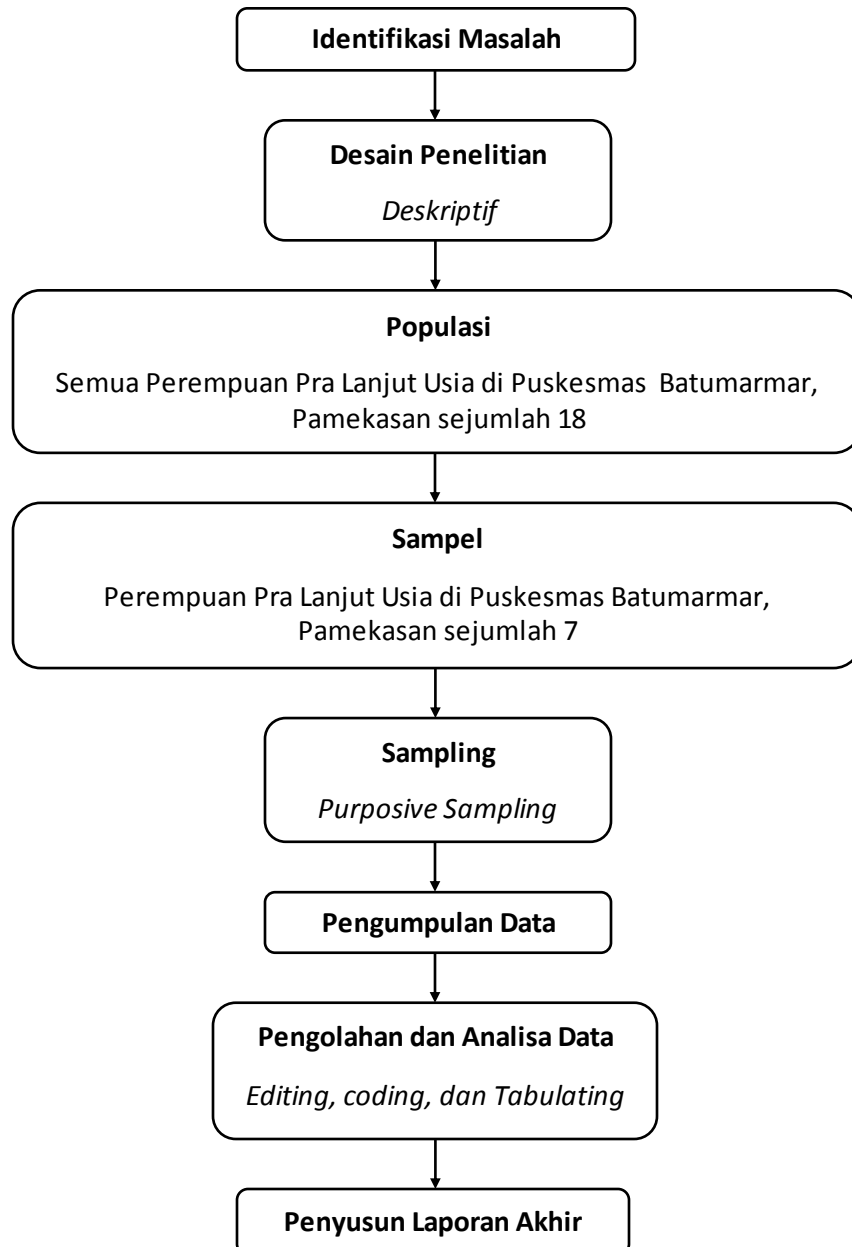 Identifikasi Masalah
Desain Penelitian
Deskriptif
Populasi
Semua Perempuan Pra Lanjut Usia di Puskesmas Batumarmar,
Pamekasan sejumlah 18
Sampel
Perempuan Pra Lanjut Usia di Puskesmas Batumarmar,
Pamekasan sejumlah 7
Sampling
Purposive Sampling
Pengumpulan Data
Pengolahan dan Analisa Data
Editing, coding, dan Tabulating
Penyusun Laporan Akhir